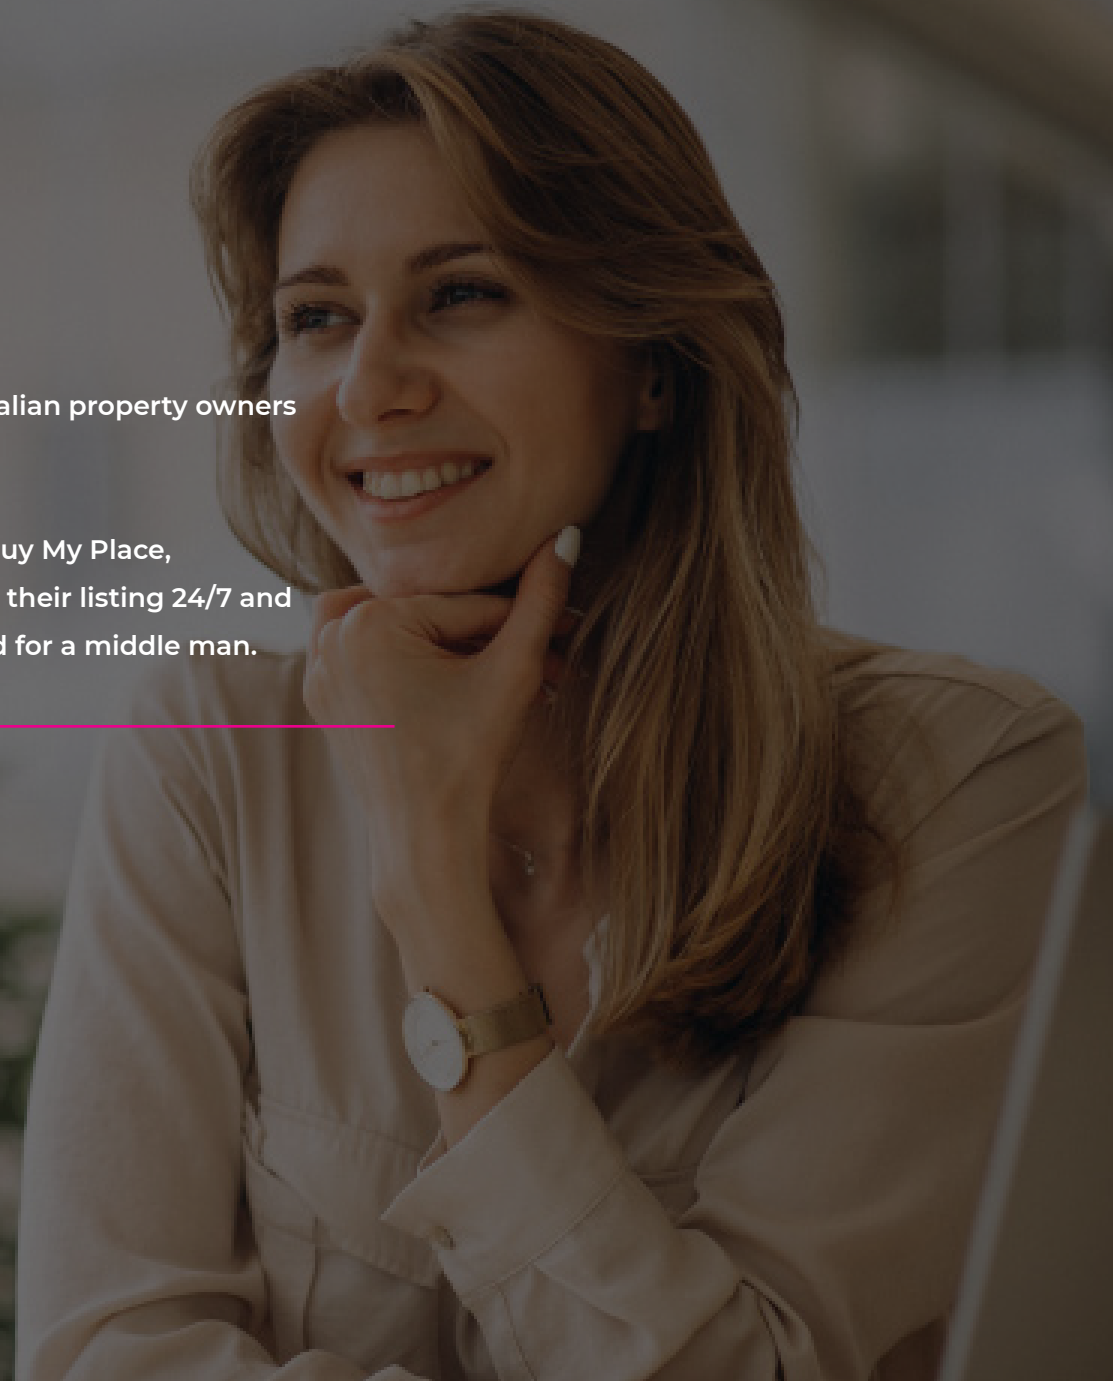 alian property owners
uy My Place,
their listing 24/7 and
d for a middle man.